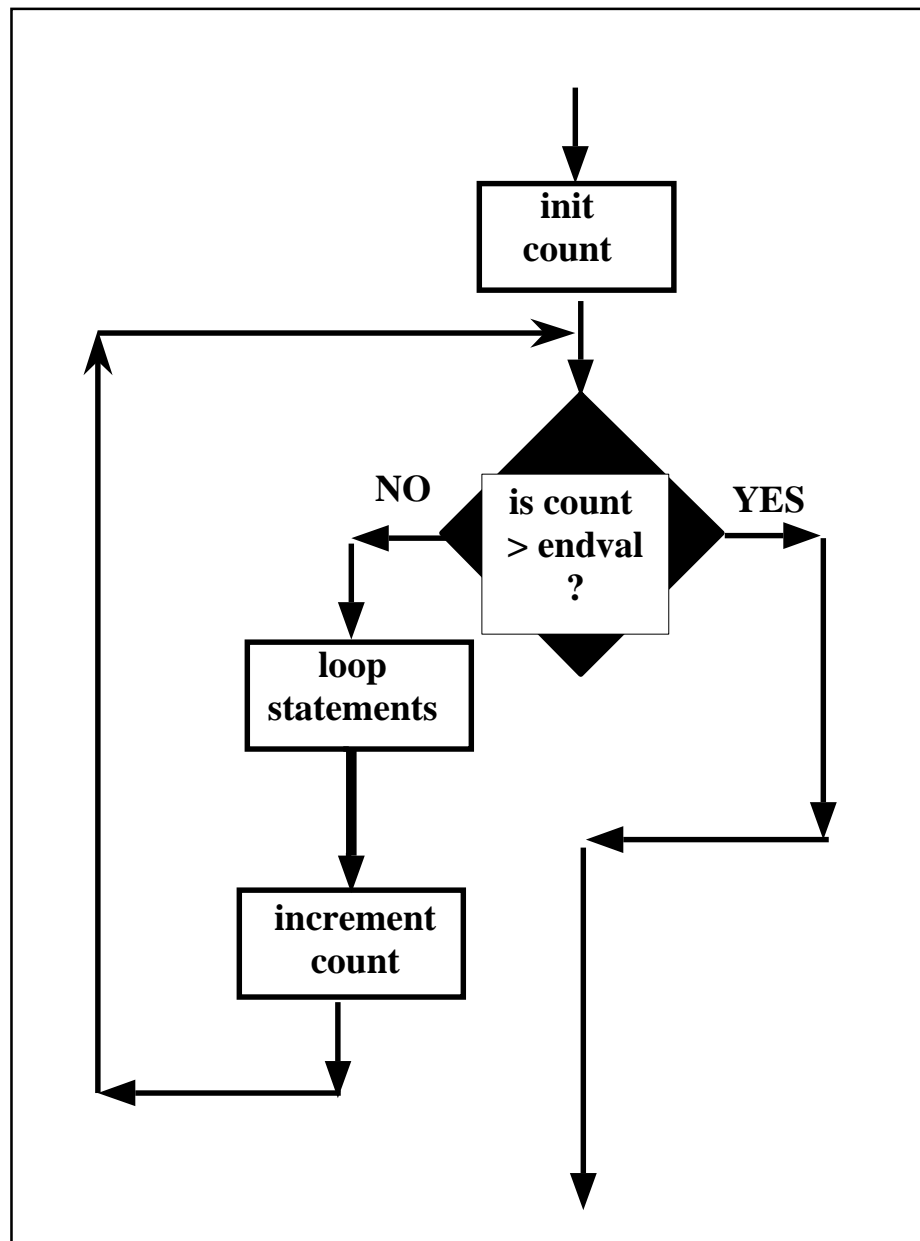 init
count
NO
YES
is count
> endval
?
loop
statements
increment
count